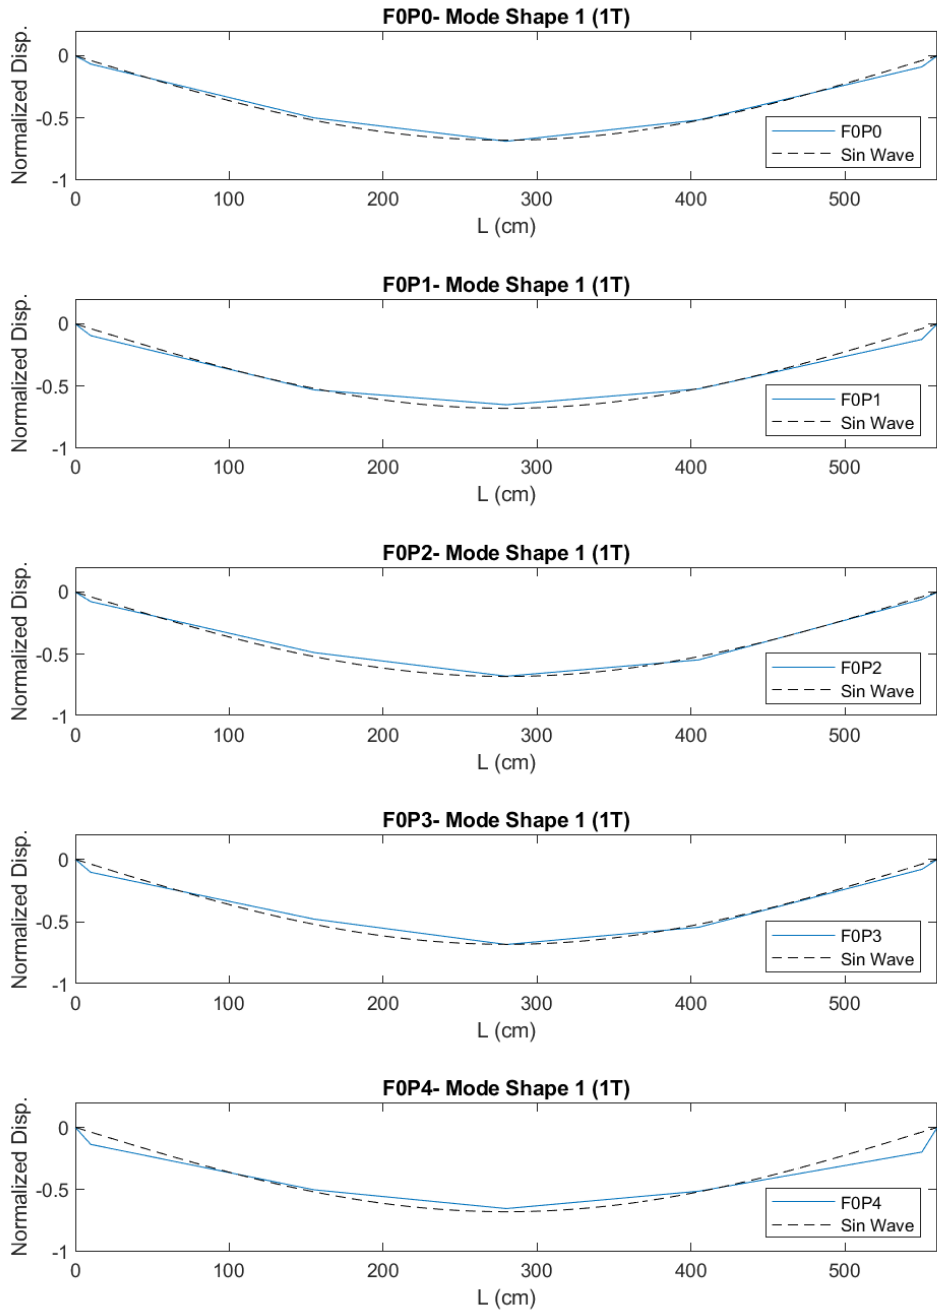 F0P0- Mode Shape 1 (1T)
Normalized Disp.
0
-0.5
-1
F0P0
Sin Wave
0 100 200 300 400 500
L (cm)
F0P1- Mode Shape 1 (1T)
Normalized Disp.
0
-0.5
-1
F0P1
Sin Wave
0 100 200 300 400 500
L (cm)
F0P2- Mode Shape 1 (1T)
Normalized Disp.
0
-0.5
-1
F0P2
Sin Wave
0 100 200 300 400 500
L (cm)
F0P3- Mode Shape 1 (1T)
Normalized Disp.
0
-0.5
-1
F0P3
Sin Wave
0 100 200 300 400 500
L (cm)
F0P4- Mode Shape 1 (1T)
Normalized Disp.
0
-0.5
-1
F0P4
Sin Wave
0 100 200 300 400 500
L (cm)